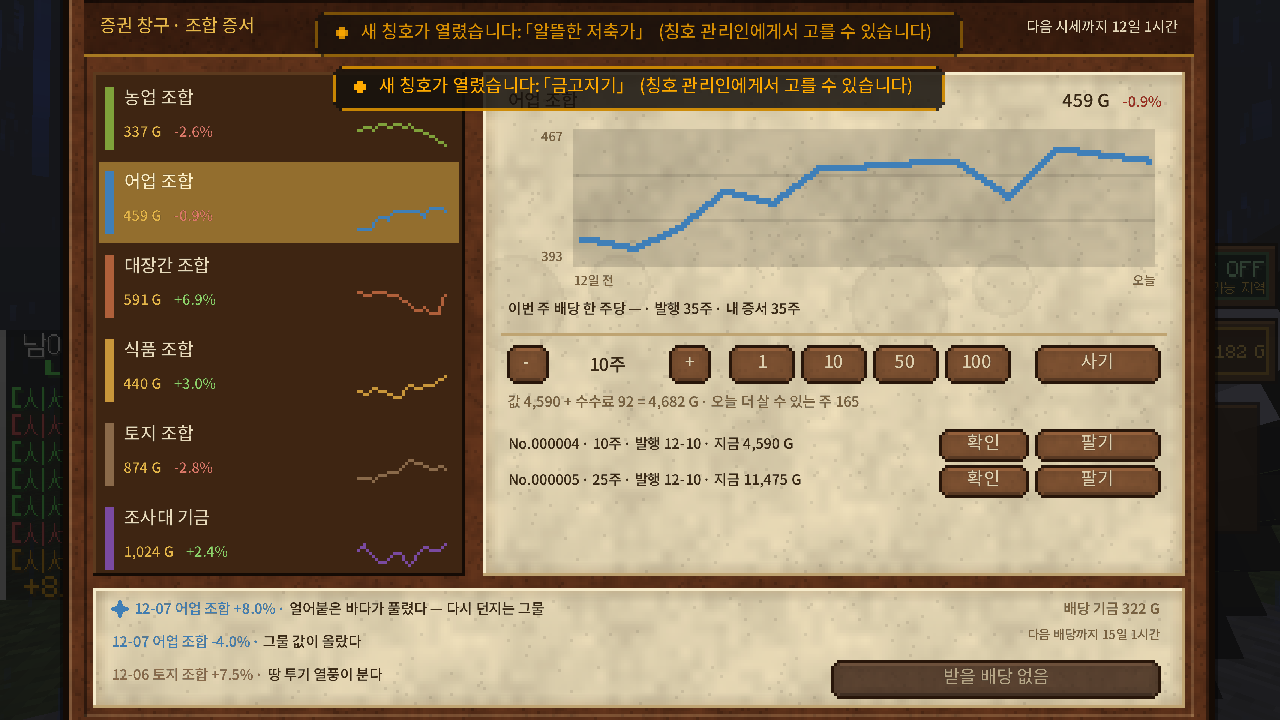 증권 창구 · 조합 증서
새 칭호가 열렸습니다: 「알뜰한 저축가」 (칭호 관리인에게서 고를 수 있습니다)
다음 시세까지 12일 1시간
새 칭호가 열렸습니다: 「금고지기」 (칭호 관리인에게서 고를 수 있습니다)
농업 조합
337 G -2.6%
어업 조합
459 G -0.9%
대장간 조합
591 G +6.9%
식품 조합
440 G +3.0%
토지 조합
874 G -2.8%
조사대 기금
1,024 G +2.4%
어업 조합
459 G -0.9%
467
393
12일 전
오늘
이번 주 배당 한 주당 — · 발행 35주 · 내 증서 35주
- 10주 + 1 10 50 100 사기
값 4,590 + 수수료 92 = 4,682 G · 오늘 더 살 수 있는 주 165
No.000004 · 10주 · 발행 12-10 · 지금 4,590 G 확인 팔기
No.000005 · 25주 · 발행 12-10 · 지금 11,475 G 확인 팔기
12-07 어업 조합 +8.0% · 얼어붙은 바다가 풀렸다 — 다시 던지는 그물
12-07 어업 조합 -4.0% · 그물 값이 올랐다
12-06 토지 조합 +7.5% · 땅 투기 열풍이 분다
배당 기금 322 G
다음 배당까지 15일 1시간
받을 배당 없음
OFF
182 G
+8.